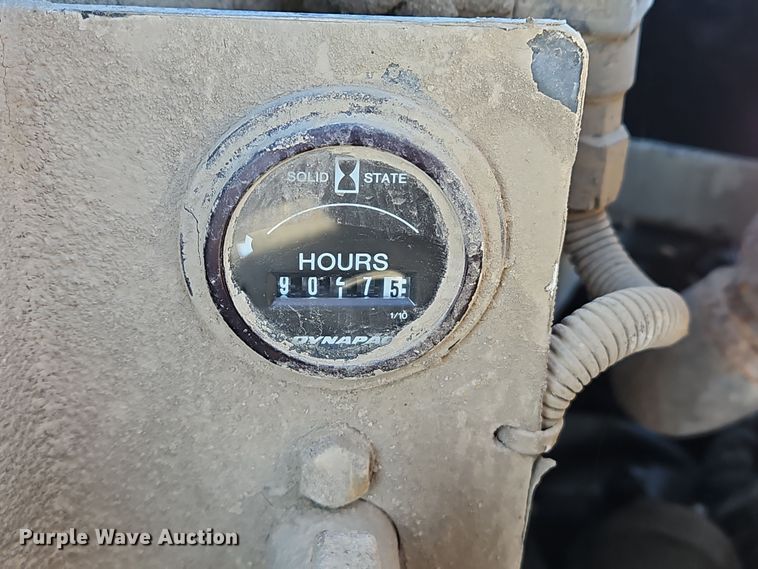 SOLID STATE
HOURS
1/10
DYNAPAC
Purple Wave Auction